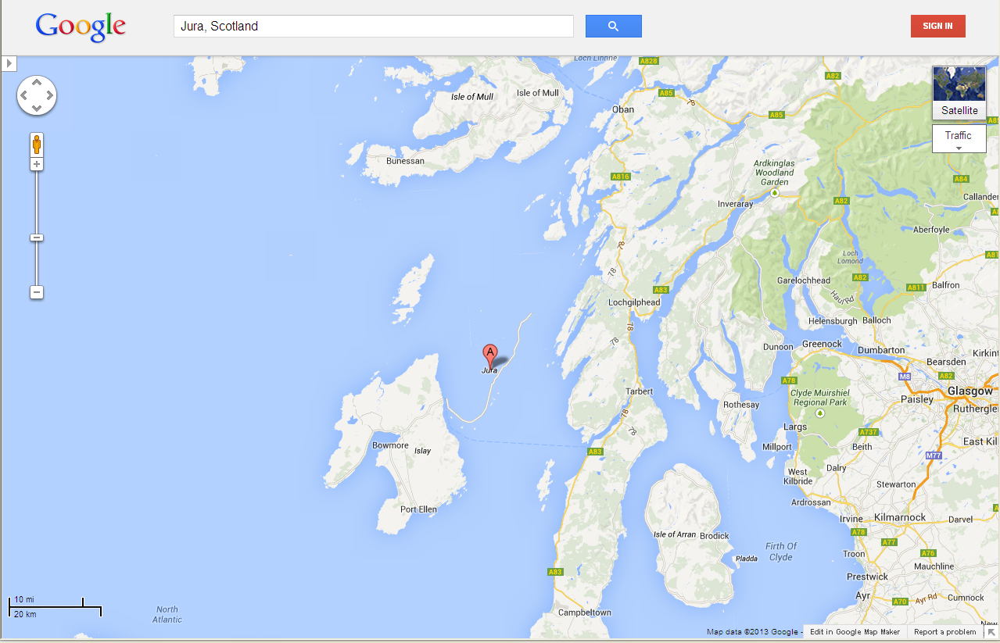 Google
Jura, Scotland
SIGN IN
Loch Linnhe
A828
A82
Satellite
Traffic
Isle of Mull
Isle of Mull
A85
78
Oban
A85
Bunessan
Ardkinglas
Woodland
Garden
A816
A84
Callander
Inveraray
A82
Aberfoyle
78
Loch
Lomond
A81
78
Garelochhead
A82
A811
Balfron
A83
Lochgilphead
Haul Rd
Helensburgh
Balloch
78
78
Dunoon
Greenock
Dumbarton
A
Jura
Bearsden
Kirkint
A78
M8
A82
Tarbert
Clyde Muirshiel
Regional Park
Glasgow
Paisley
Rothesay
Rutherglen
78
78
Largs
A737
East Kil
Bowmore
Islay
A83
Millport
Beith
M77
West
Kilbride
Dalry
Stewarton
Ardrossan
Port Ellen
Irvine
Kilmarnock
Darvel
Isle of Arran
Brodick
A78
A77
Firth Of
Clyde
Pladda
Troon
A76
Mauchline
A83
Prestwick
10 mi
20 km
North
Atlantic
Campbeltown
Ayr
A70
Ayr Rd
Cumnock
New
Map data ©2013 Google -
Edit in Google Map Maker
Report a problem